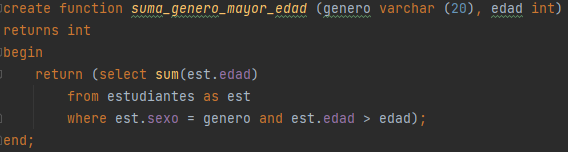 create function suma_genero_mayor_edad (genero varchar (20), edad int)
returns int
begin
return (select sum(est.edad)
from estudiantes as est
where est.sexo = genero and est.edad > edad);
end;